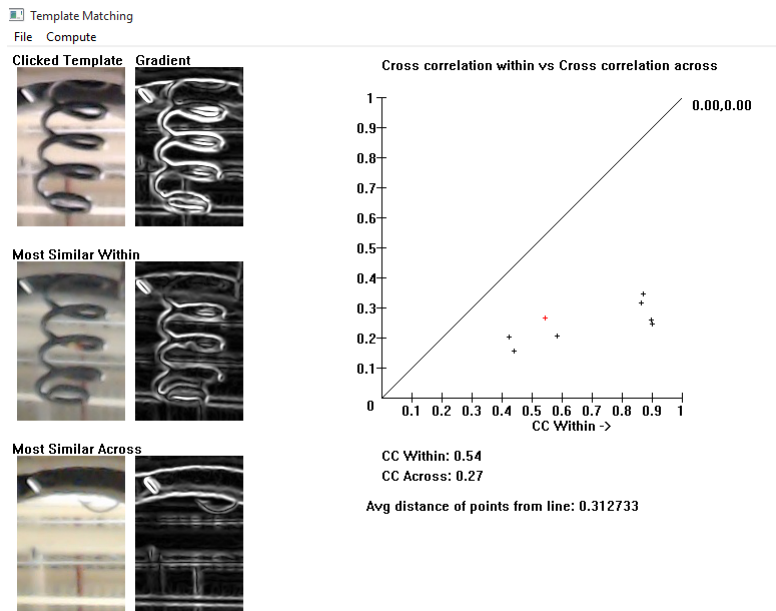 Template Matching
File Compute
Clicked Template Gradient
Most Similar Within
Most Similar Across
Cross correlation within vs Cross correlation across
0.00,0.00
1
0.9
0.8
0.7
0.6
0.5
0.4
0.3
0.2
0.1
0
0.1 0.2 0.3 0.4 0.5 0.6 0.7 0.8 0.9 1
CC Within ->
CC Within: 0.54
CC Across: 0.27
Avg distance of points from line: 0.312733